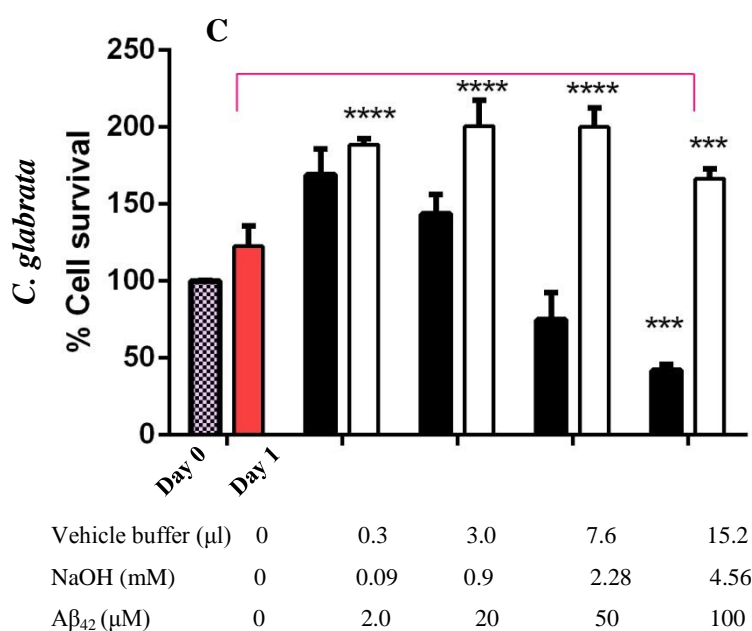 C
250
200
150
100
50
0
C. glabrata
% Cell survival
****
****
****
***
***
Day 0
Day 1
Vehicle buffer (μl) 0 0.3 3.0 7.6 15.2
NaOH (mM) 0 0.09 0.9 2.28 4.56
Aβ₄₂ (μM) 0 2.0 20 50 100